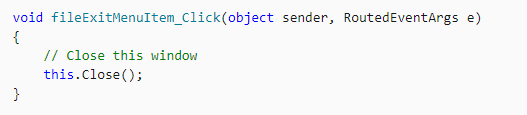 void fileExitMenuItem_Click(object sender, RoutedEventArgs e)
{
    // Close this window
    this.Close();
}